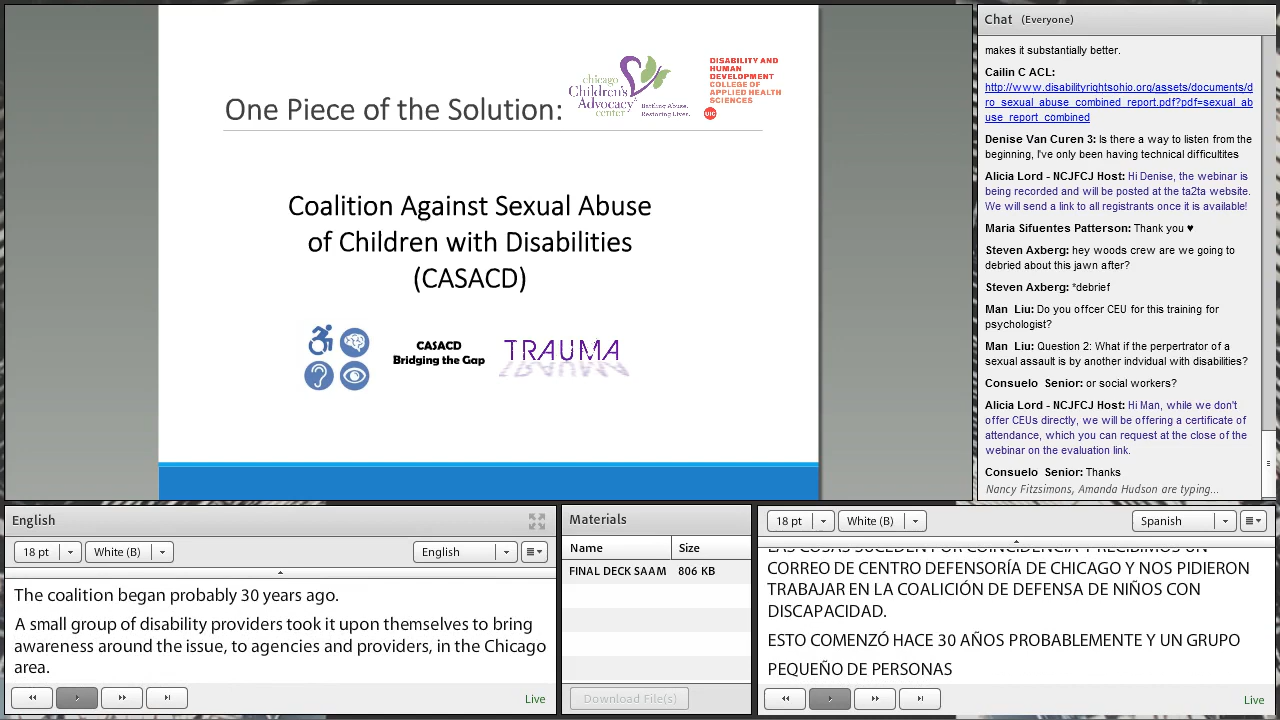 One Piece of the Solution:
chicago
Children's
Advocacy
center
Battling Abuse.
Restoring Lives.
DISABILITY AND
HUMAN
DEVELOPMENT
COLLEGE OF
APPLIED HEALTH
SCIENCES
UIC
Coalition Against Sexual Abuse
of Children with Disabilities
(CASACD)
CASACD
Bridging the Gap
TRAUMA
Chat (Everyone)
makes it substantially better.
Cailin C ACL:
http://www.disabilityrightsohio.org/assets/documents/d
ro_sexual_abuse_combined_report.pdf?pdf=sexual_ab
use_report_combined
Denise Van Curen 3: Is there a way to listen from the
beginning, I've only been having technical difficultites
Alicia Lord - NCJFCJ Host: Hi Denise, the webinar is
being recorded and will be posted at the ta2ta website.
We will send a link to all registrants once it is available!
Maria Sifuentes Patterson: Thank you ♥
Steven Axberg: hey woods crew are we going to
debried about this jawn after?
Steven Axberg: *debrief
Man Liu: Do you offcer CEU for this training for
psychologist?
Man Liu: Question 2: What if the perpertrator of a
sexual assault is by another indivdual with disabilities?
Consuelo Senior: or social workers?
Alicia Lord - NCJFCJ Host: Hi Man, while we don't
offer CEUs directly, we will be offering a certificate of
attendance, which you can request at the close of the
webinar on the evaluation link.
Consuelo Senior: Thanks
Nancy Fitzsimons, Amanda Hudson are typing...
English
18 pt
White (B)
English
The coalition began probably 30 years ago.
A small group of disability providers took it upon themselves to bring
awareness around the issue, to agencies and providers, in the Chicago
area.
Live
Materials
Name Size
FINAL DECK SAAM 806 KB
Download File(s)
18 pt
White (B)
Spanish
LAS COSAS SUCEDEN POR COINCIDENCIA Y RECIBIMOS UN
CORREO DE CENTRO DEFENSORÍA DE CHICAGO Y NOS PIDIERON
TRABAJAR EN LA COALICIÓN DE DEFENSA DE NIÑOS CON
DISCAPACIDAD.
ESTO COMENZÓ HACE 30 AÑOS PROBABLEMENTE Y UN GRUPO
PEQUEÑO DE PERSONAS
Live